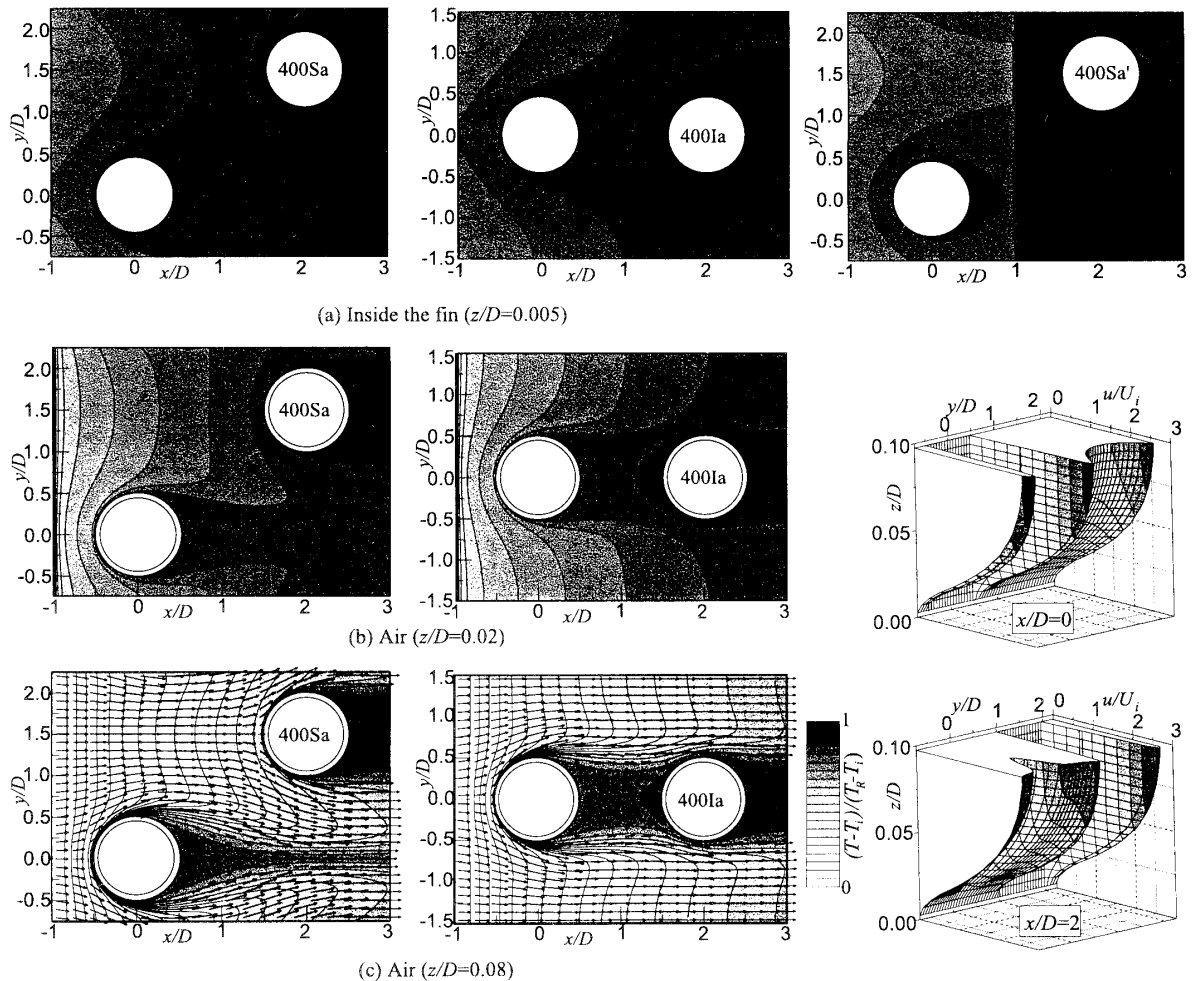 2.0
1.5
1.0
0.5
0.0
-0.5
y/D
400Sa
-1 0 1 2 3
x/D
1.5
1.0
0.5
0.0
-0.5
-1.0
-1.5
y/D
400Ia
-1 0 1 2 3
x/D
2.0
1.5
1.0
0.5
0.0
-0.5
y/D
400Sa'
-1 0 1 2 3
x/D
(a) Inside the fin (z/D=0.005)
2.0
1.5
1.0
0.5
0.0
-0.5
y/D
400Sa
-1 0 1 2 3
x/D
1.5
1.0
0.5
0.0
-0.5
-1.0
-1.5
y/D
400Ia
-1 0 1 2 3
x/D
y/D
0 1 2
u/Ui
0 1 2 3
0.10
0.05
0.00
z/D
x/D=0
(b) Air (z/D=0.02)
2.0
1.5
1.0
0.5
0.0
-0.5
y/D
400Sa
-1 0 1 2 3
x/D
1.5
1.0
0.5
0.0
-0.5
-1.0
-1.5
y/D
400Ia
-1 0 1 2 3
x/D
1
0
(T-Ti)/(TR-Ti)
y/D
0 1 2
u/Ui
0 1 2 3
0.10
0.05
0.00
z/D
x/D=2
(c) Air (z/D=0.08)